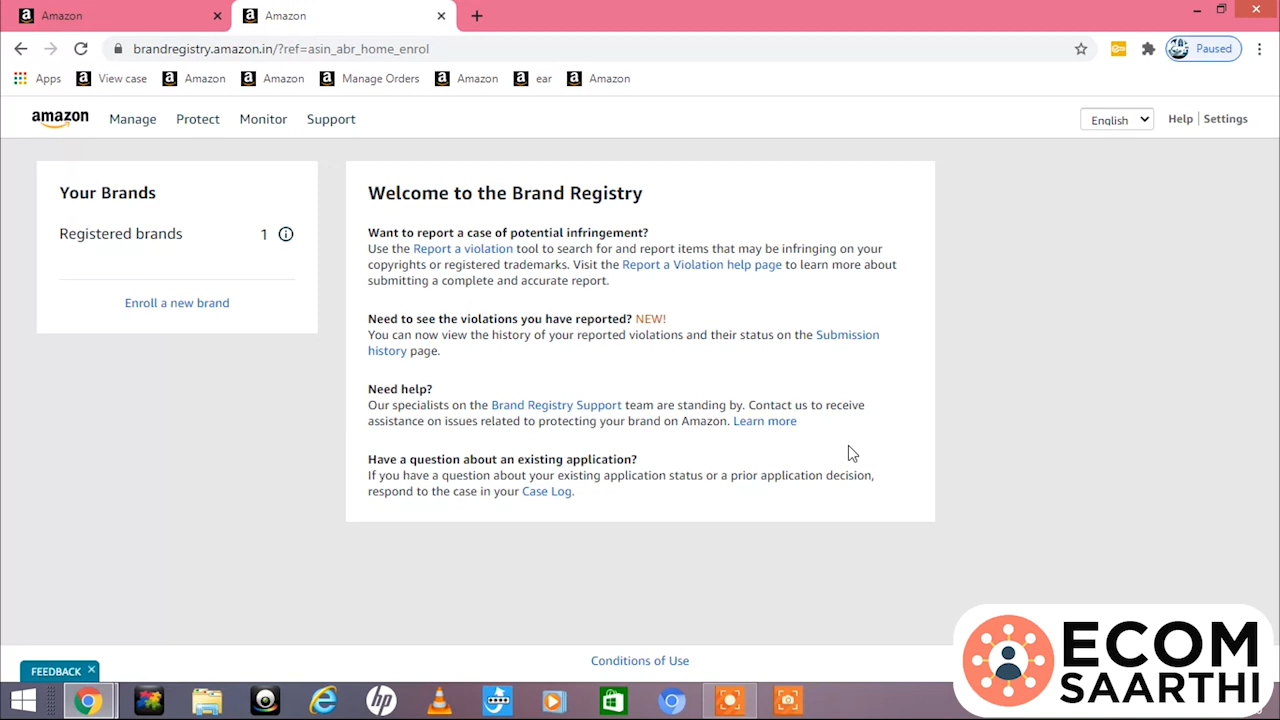 Amazon
Amazon
brandregistry.amazon.in/?ref=asin_abr_home_enrol
Paused
Apps
View case
Amazon
Amazon
Manage Orders
Amazon
ear
Amazon
amazon
Manage
Protect
Monitor
Support
English
Help
Settings
Your Brands
Registered brands 1
Enroll a new brand
Welcome to the Brand Registry
Want to report a case of potential infringement?
Use the Report a violation tool to search for and report items that may be infringing on your
copyrights or registered trademarks. Visit the Report a Violation help page to learn more about
submitting a complete and accurate report.
Need to see the violations you have reported? NEW!
You can now view the history of your reported violations and their status on the Submission
history page.
Need help?
Our specialists on the Brand Registry Support team are standing by. Contact us to receive
assistance on issues related to protecting your brand on Amazon. Learn more
Have a question about an existing application?
If you have a question about your existing application status or a prior application decision,
respond to the case in your Case Log.
Conditions of Use
FEEDBACK
hp
ECOM
SAARTHI